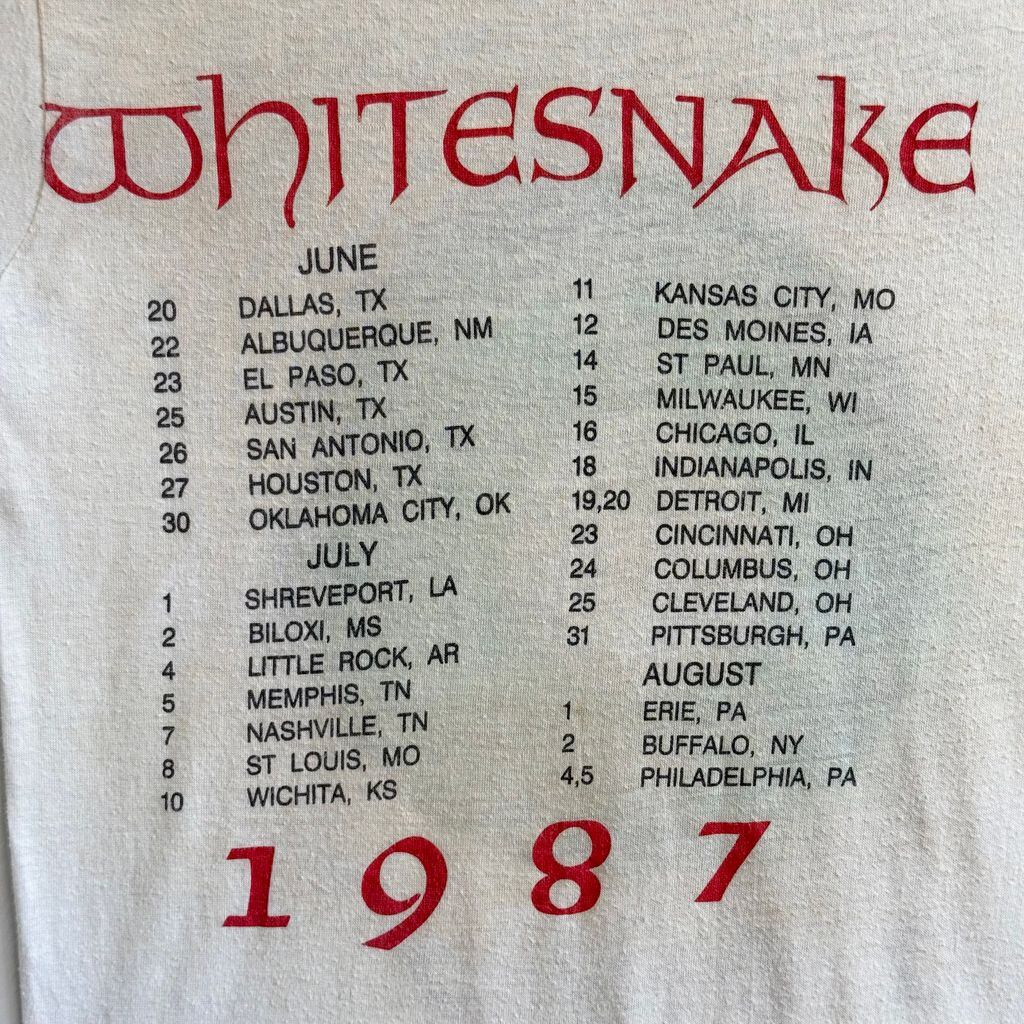 WHITESNAKE
JUNE
20 DALLAS, TX
22 ALBUQUERQUE, NM
23 EL PASO, TX
25 AUSTIN, TX
26 SAN ANTONIO, TX
27 HOUSTON, TX
30 OKLAHOMA CITY, OK
JULY
1 SHREVEPORT, LA
2 BILOXI, MS
4 LITTLE ROCK, AR
5 MEMPHIS, TN
7 NASHVILLE, TN
8 ST LOUIS, MO
10 WICHITA, KS
11 KANSAS CITY, MO
12 DES MOINES, IA
14 ST PAUL, MN
15 MILWAUKEE, WI
16 CHICAGO, IL
18 INDIANAPOLIS, IN
19,20 DETROIT, MI
23 CINCINNATI, OH
24 COLUMBUS, OH
25 CLEVELAND, OH
31 PITTSBURGH, PA
AUGUST
1 ERIE, PA
2 BUFFALO, NY
4,5 PHILADELPHIA, PA
1987